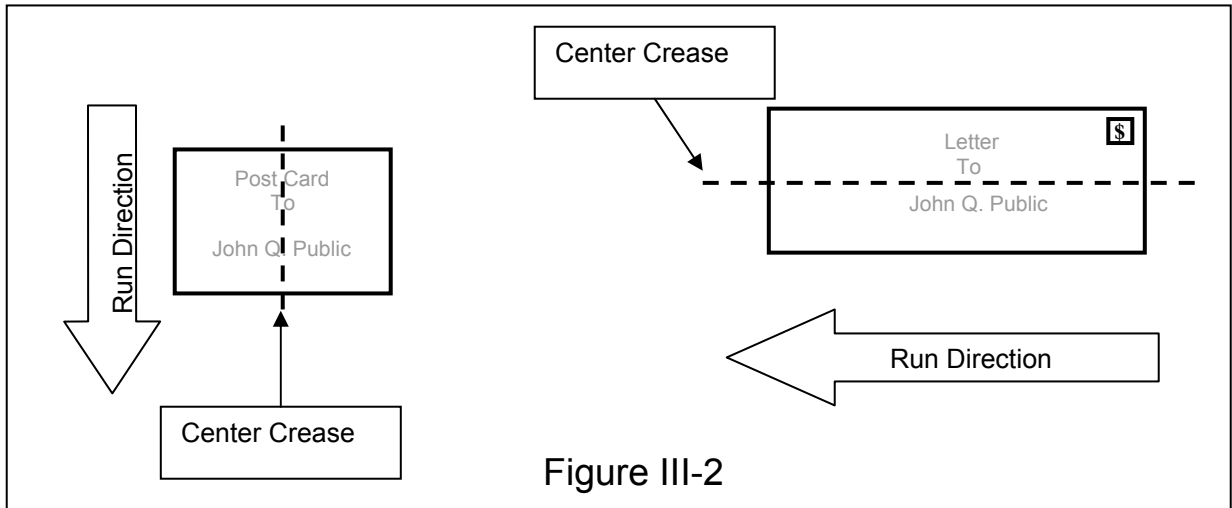 Center Crease
Run Direction
Post Card
To
John Q. Public
Center Crease
$
Letter
To
John Q. Public
Run Direction
Figure III-2